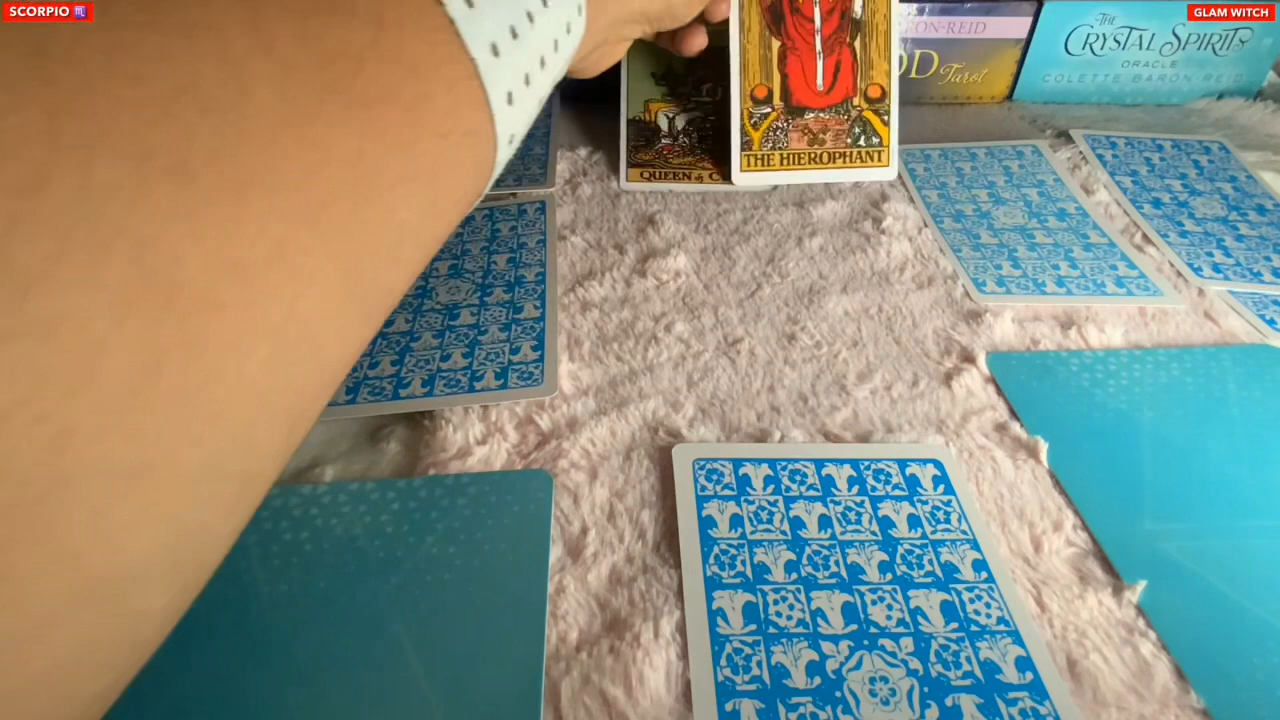 SCORPIO ♏
GLAM WITCH
THE HIEROPHANT
QUEEN of C
ON-REID
OD Tarot
THE
CRYSTAL SPIRITS
ORACLE
COLETTE BARON-REID